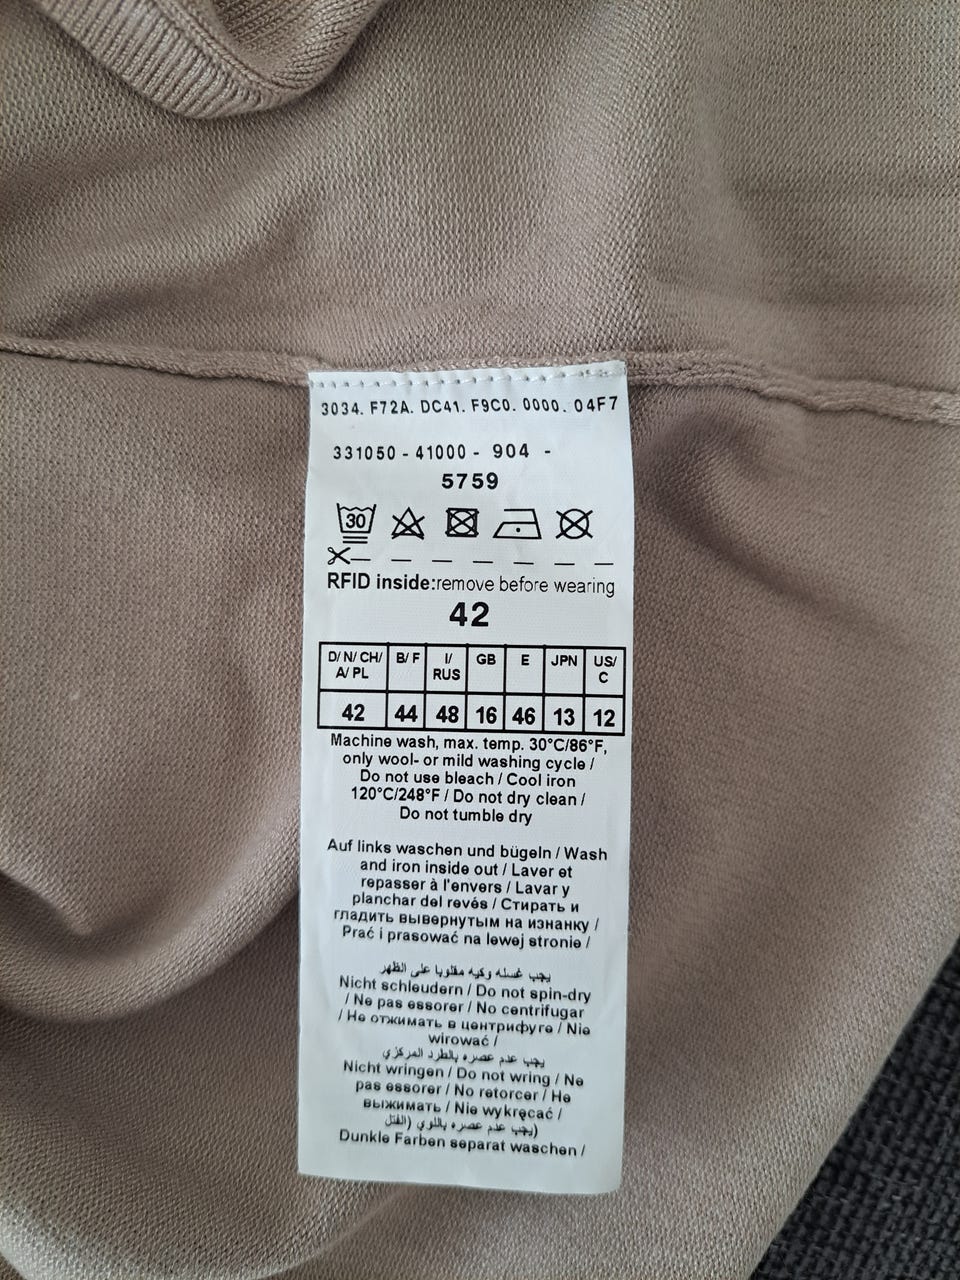 3034. F72A. DC41. F9C0. 0000. 04F7
331050 - 41000 - 904 -
5759
30
RFID inside:remove before wearing
42
D/ N/ CH/ A/ PL B/ F I/ RUS GB E JPN US/ C
42 44 48 16 46 13 12
Machine wash, max. temp. 30°C/86°F,
only wool- or mild washing cycle /
Do not use bleach / Cool iron
120°C/248°F / Do not dry clean /
Do not tumble dry
Auf links waschen und bügeln / Wash
and iron inside out / Laver et
repasser à l'envers / Lavar y
planchar del revés / Стирать и
гладить вывернутым на изнанку /
Prać i prasować na lewej stronie /
يجب غسله وكيه مقلوبا على الظهر
Nicht schleudern / Do not spin-dry
/ Ne pas essorer / No centrifugar
/ Не отжимать в центрифуге / Nie
wirować /
يجب عدم عصره بالطرد المركزي
Nicht wringen / Do not wring / Ne
pas essorer / No retorcer / Не
выжимать / Nie wykręcać /
(يجب عدم عصره باللوي (الفتل
Dunkle Farben separat waschen /